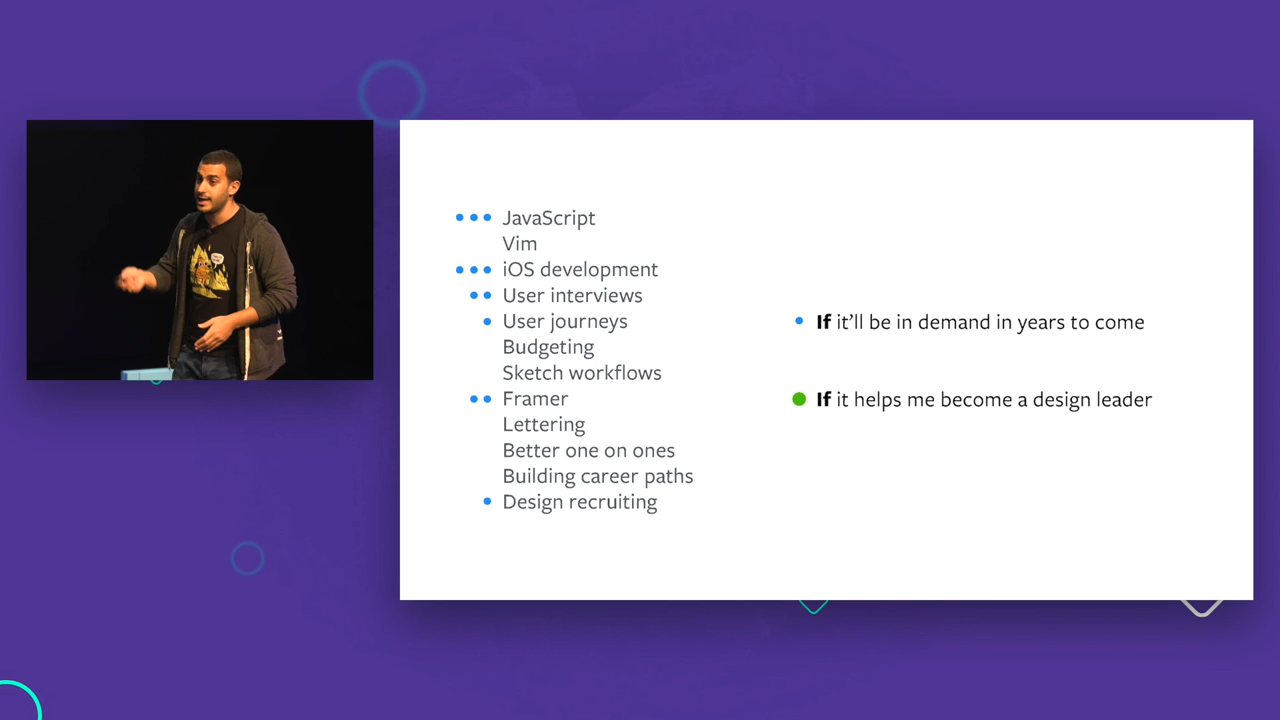 JavaScript
Vim
iOS development
User interviews
User journeys
Budgeting
Sketch workflows
Framer
Lettering
Better one on ones
Building career paths
Design recruiting
If it’ll be in demand in years to come
If it helps me become a design leader